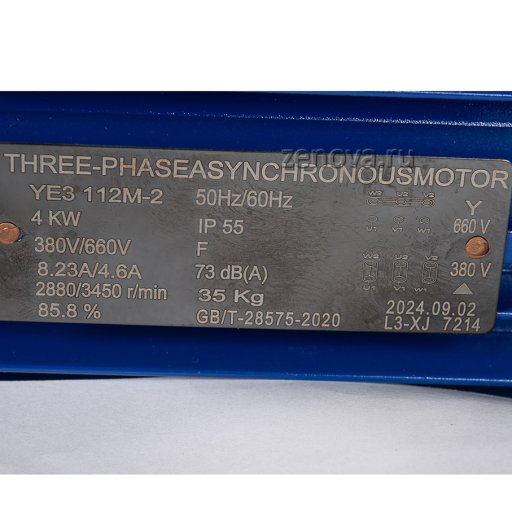 zenova.ru
THREE-PHASEASYNCHRONOUSMOTOR
YE3 112M-2 50Hz/60Hz
4 KW IP 55
380V/660V F
8.23A/4.6A 73 dB(A)
2880/3450 r/min 35 Kg
85.8 % GB/T-28575-2020
Y
660 V
380 V
2024.09.02
L3-XJ 7214